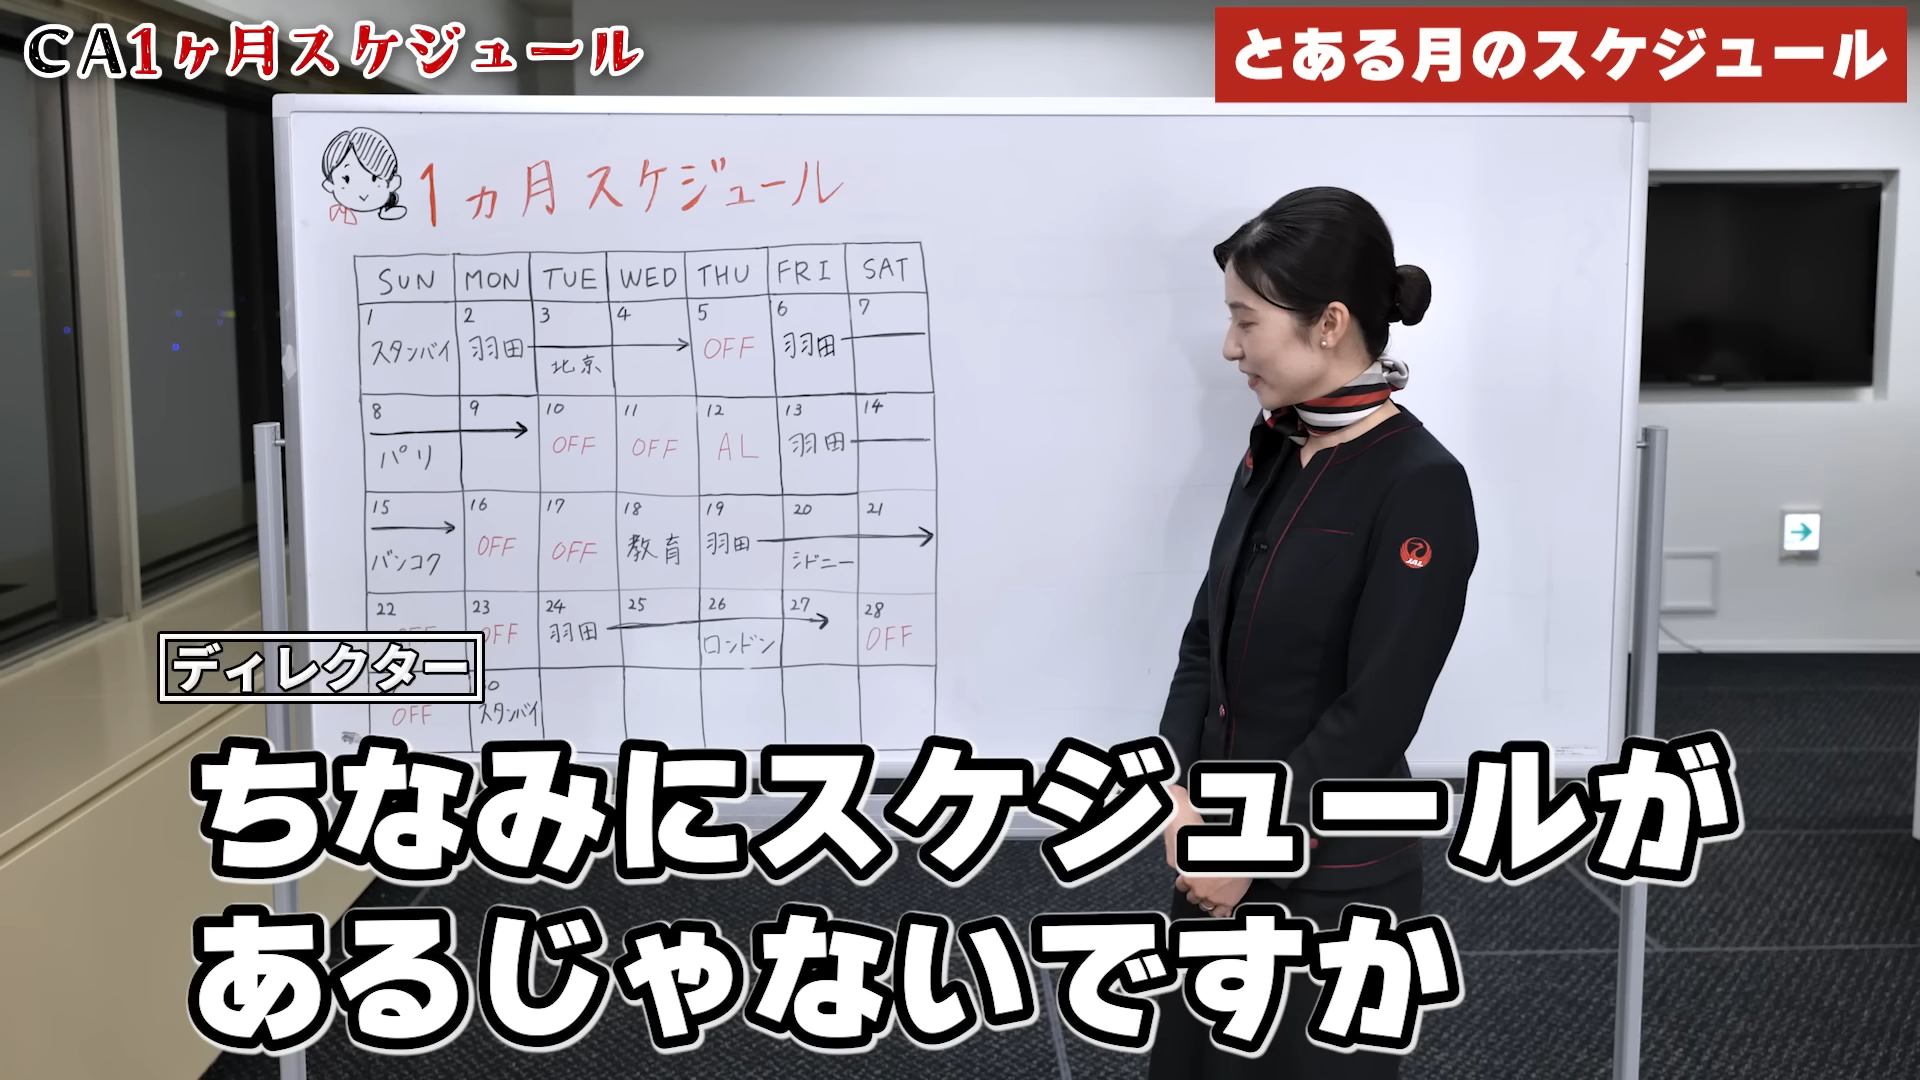 CA1ヶ月スケジュール
とある月のスケジュール
1ヵ月スケジュール
SUN MON TUE WED THU FRI SAT
1 2 3 4 5 6 7
スタンバイ 羽田 北京 OFF 羽田
8 9 10 11 12 13 14
パリ OFF OFF AL 羽田
15 16 17 18 19 20 21
バンコク OFF OFF 教育 羽田 シドニー
22 23 24 25 26 27 28
OFF 羽田 ロンドン OFF
OFF スタンバイ
JAL
ディレクター
ちなみにスケジュールが
あるじゃないですか